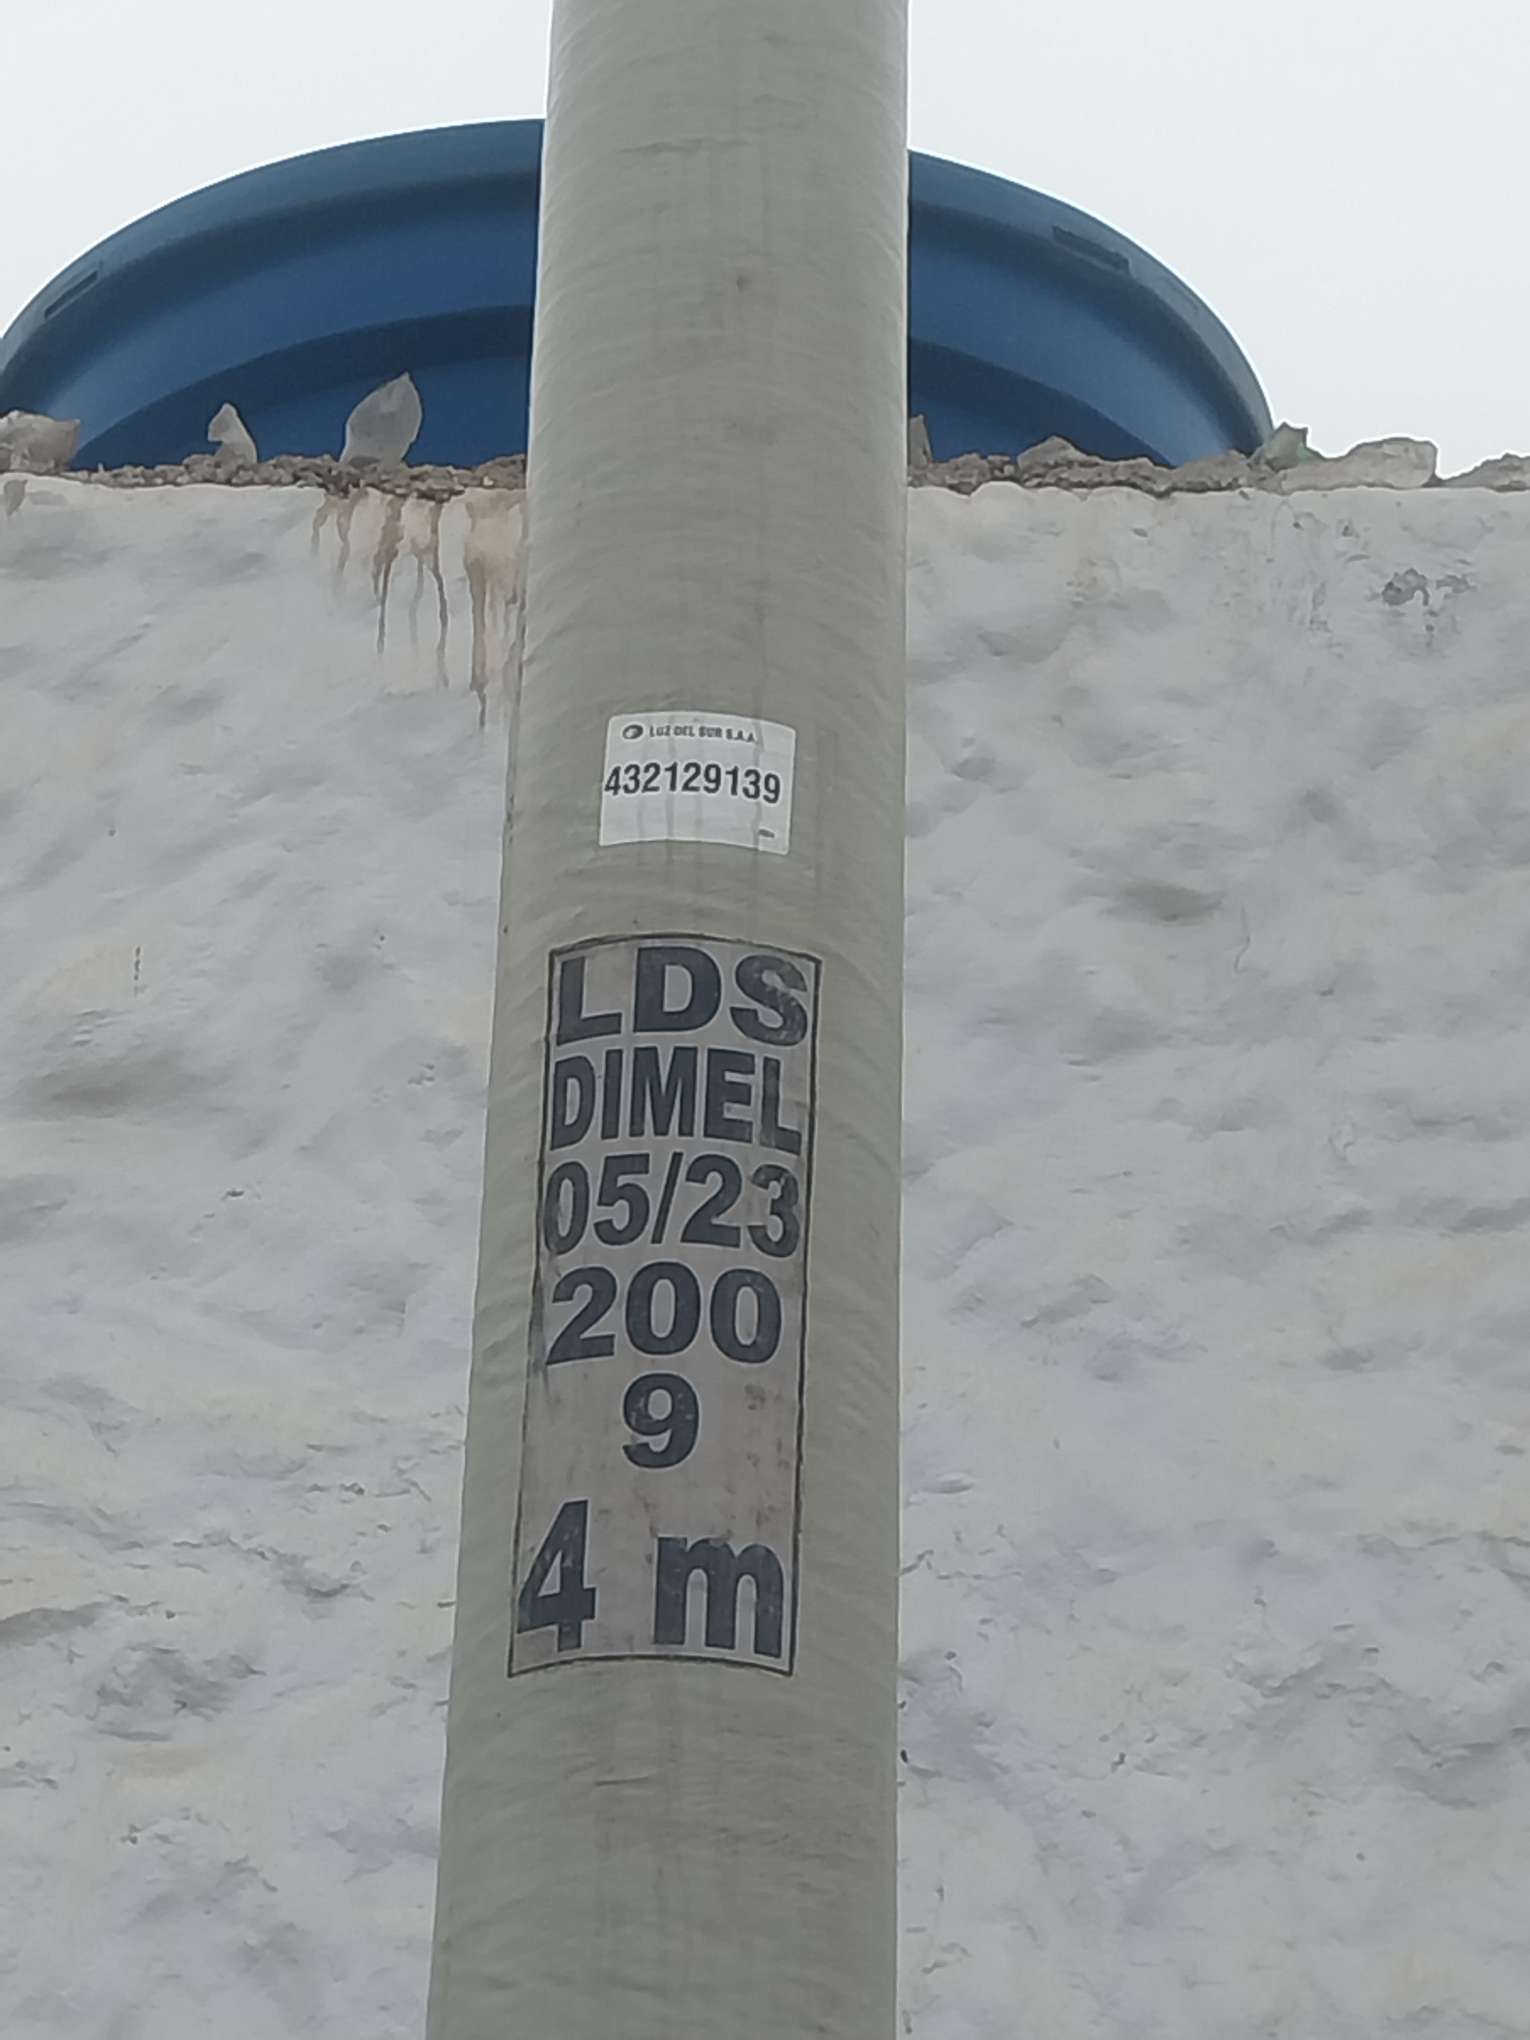 LUZ DEL SUR S.A.A.
432129139
LDS
DIMEL
05/23
200
9
4 m